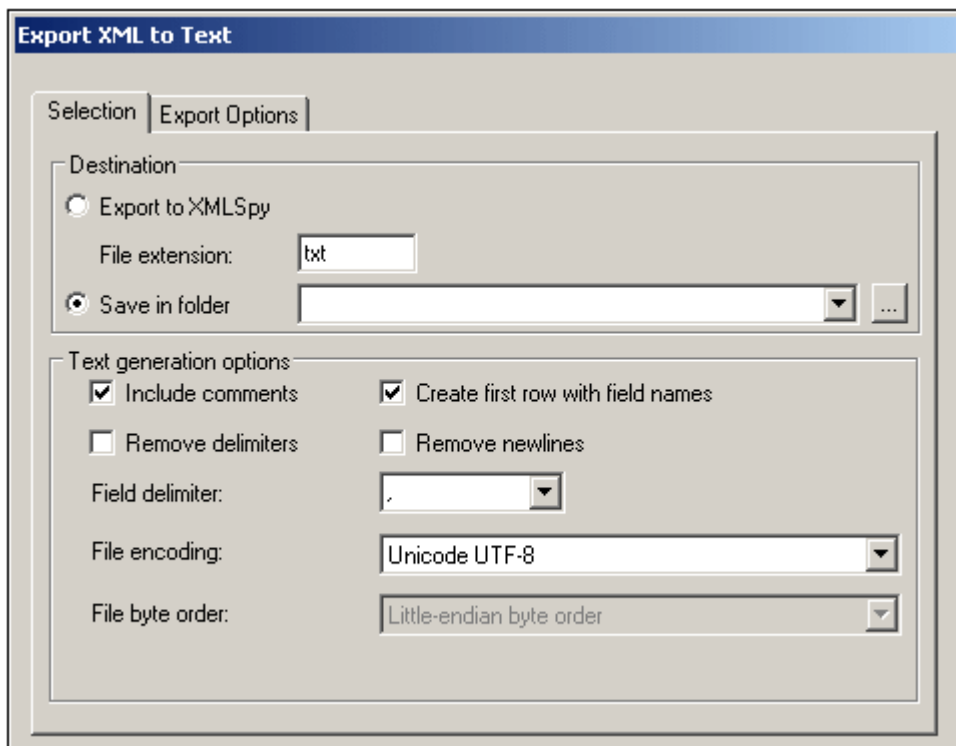 Export XML to Text
Selection Export Options
Destination
Export to XMLSpy
File extension: txt
Save in folder ...
Text generation options
Include comments Create first row with field names
Remove delimiters Remove newlines
Field delimiter: ,
File encoding: Unicode UTF-8
File byte order: Little-endian byte order